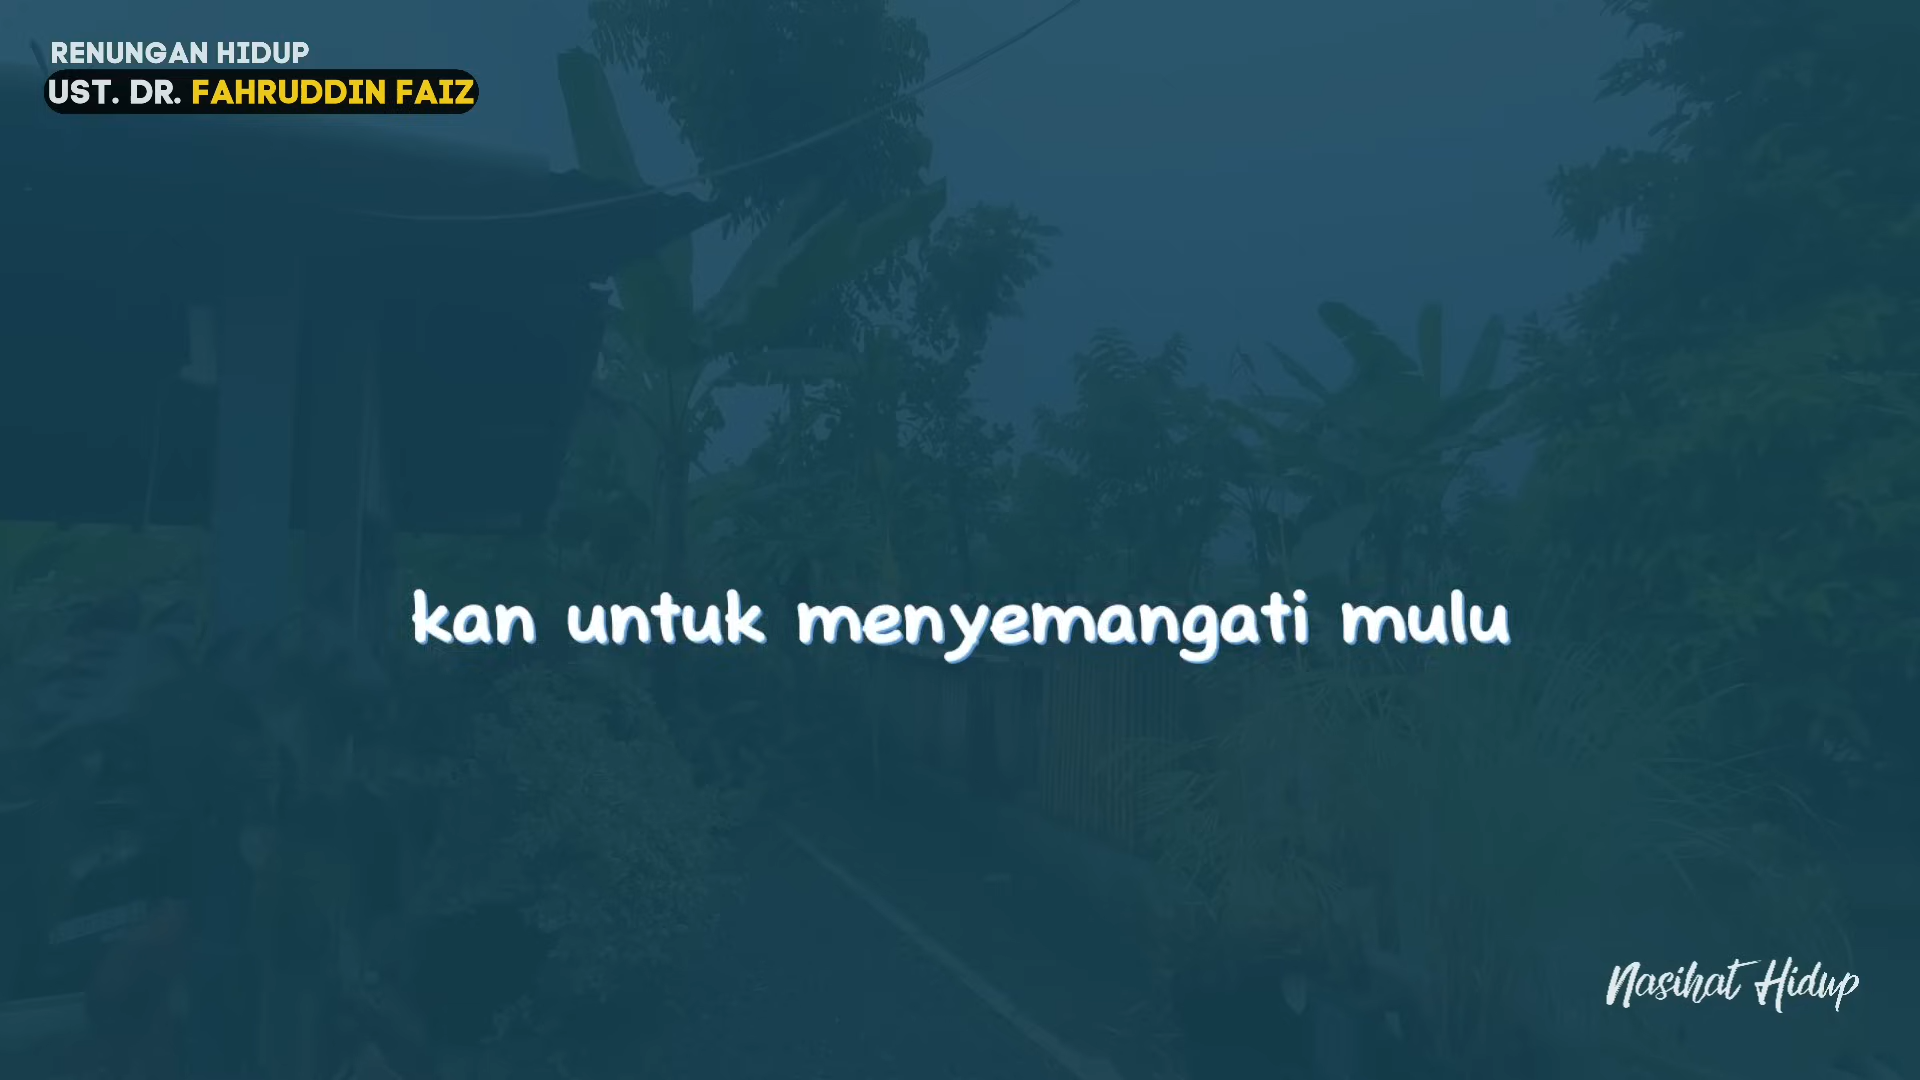 RENUNGAN HIDUP
UST. DR. FAHRUDDIN FAIZ
kan untuk menyemangati mulu
Nasihat Hidup